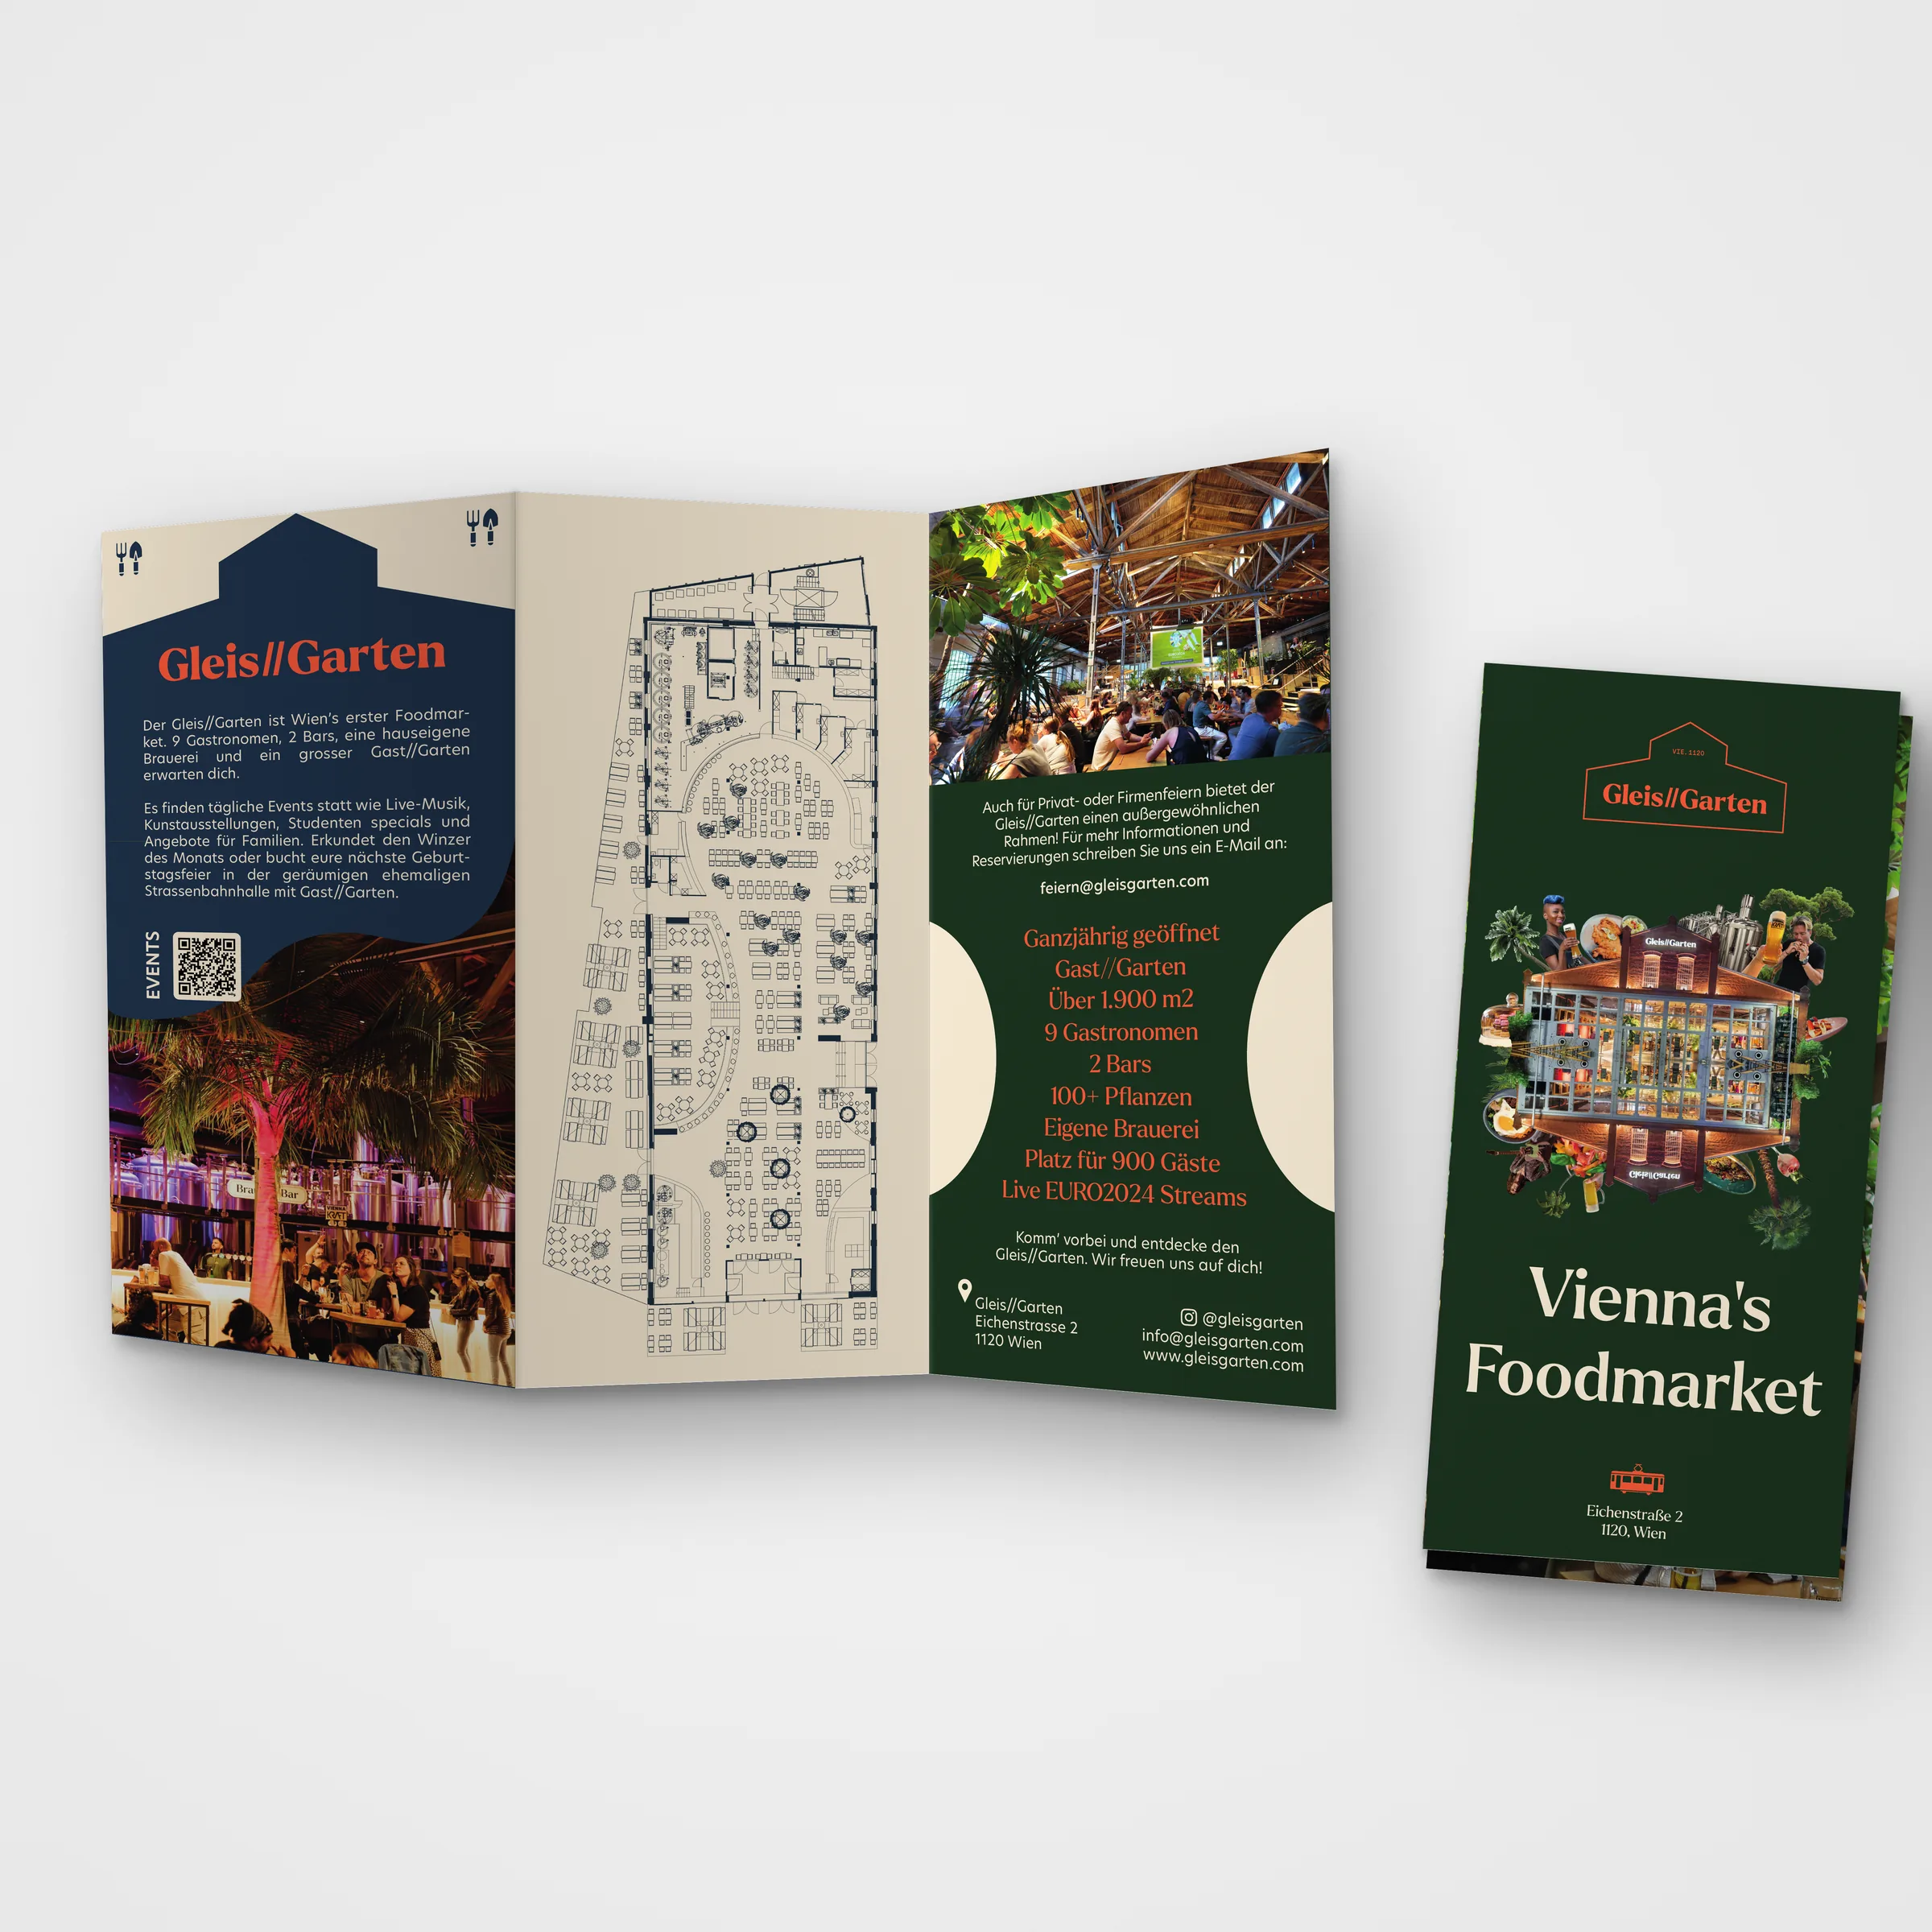 Gleis//Garten
Der Gleis//Garten ist Wien's erster Foodmar-
ket. 9 Gastronomen, 2 Bars, eine hauseigene
Brauerei und ein grosser Gast//Garten
erwarten dich.
Es finden tägliche Events statt wie Live-Musik,
Kunstausstellungen, Studenten specials und
Angebote für Familien. Erkundet den Winzer
des Monats oder bucht eure nächste Geburt-
stagsfeier in der geräumigen ehemaligen
Strassenbahnhalle mit Gast//Garten.
EVENTS
Bar
Auch für Privat- oder Firmenfeiern bietet der
Gleis//Garten einen außergewöhnlichen
Rahmen! Für mehr Informationen und
Reservierungen schreiben Sie uns ein E-Mail an:
feiern@gleisgarten.com
Ganzjährig geöffnet
Gast//Garten
Über 1.900 m2
9 Gastronomen
2 Bars
100+ Pflanzen
Eigene Brauerei
Platz für 900 Gäste
Live EURO2024 Streams
Komm' vorbei und entdecke den
Gleis//Garten. Wir freuen uns auf dich!
Gleis//Garten
Eichenstrasse 2
1120 Wien
@gleisgarten
info@gleisgarten.com
www.gleisgarten.com
VIE. 1120
Gleis//Garten
Gleis//Garten
Gleis//Garten
Vienna's
Foodmarket
Eichenstraße 2
1120, Wien